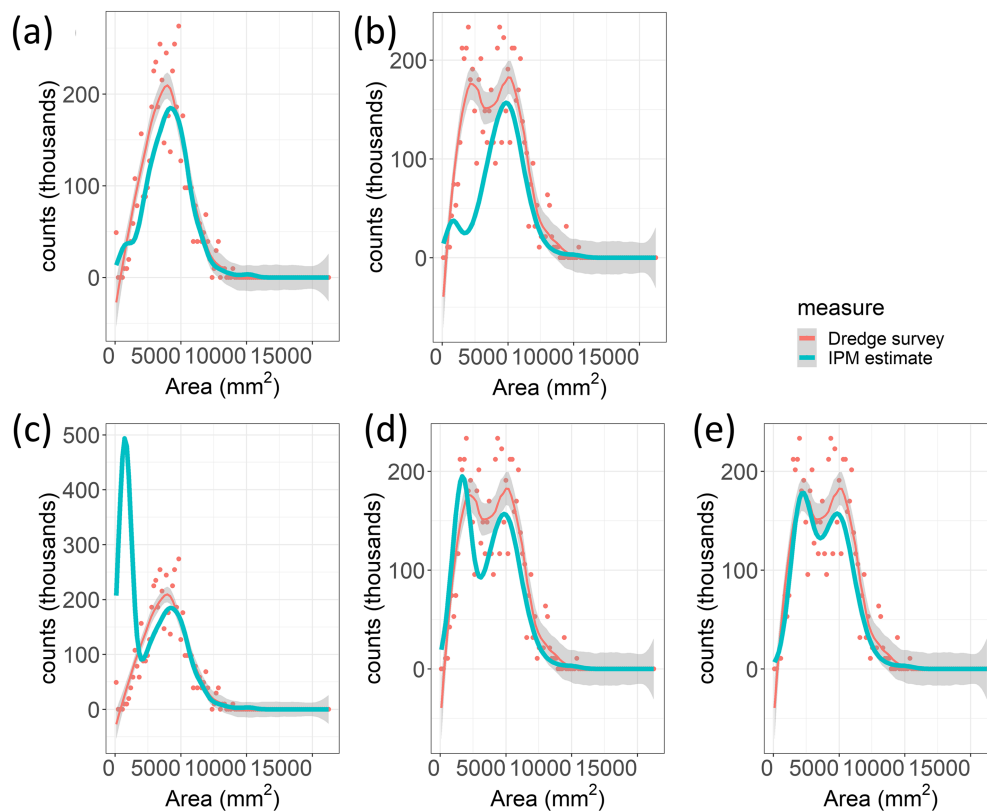 (a)
counts (thousands)
200
100
0
0 5000 10000 15000
Area (mm²)
(b)
counts (thousands)
200
100
0
0 5000 10000 15000
Area (mm²)
measure
Dredge survey
IPM estimate
(c)
counts (thousands)
500
400
300
200
100
0
0 5000 10000 15000
Area (mm²)
(d)
counts (thousands)
200
100
0
0 5000 10000 15000
Area (mm²)
(e)
counts (thousands)
200
100
0
0 5000 10000 15000
Area (mm²)